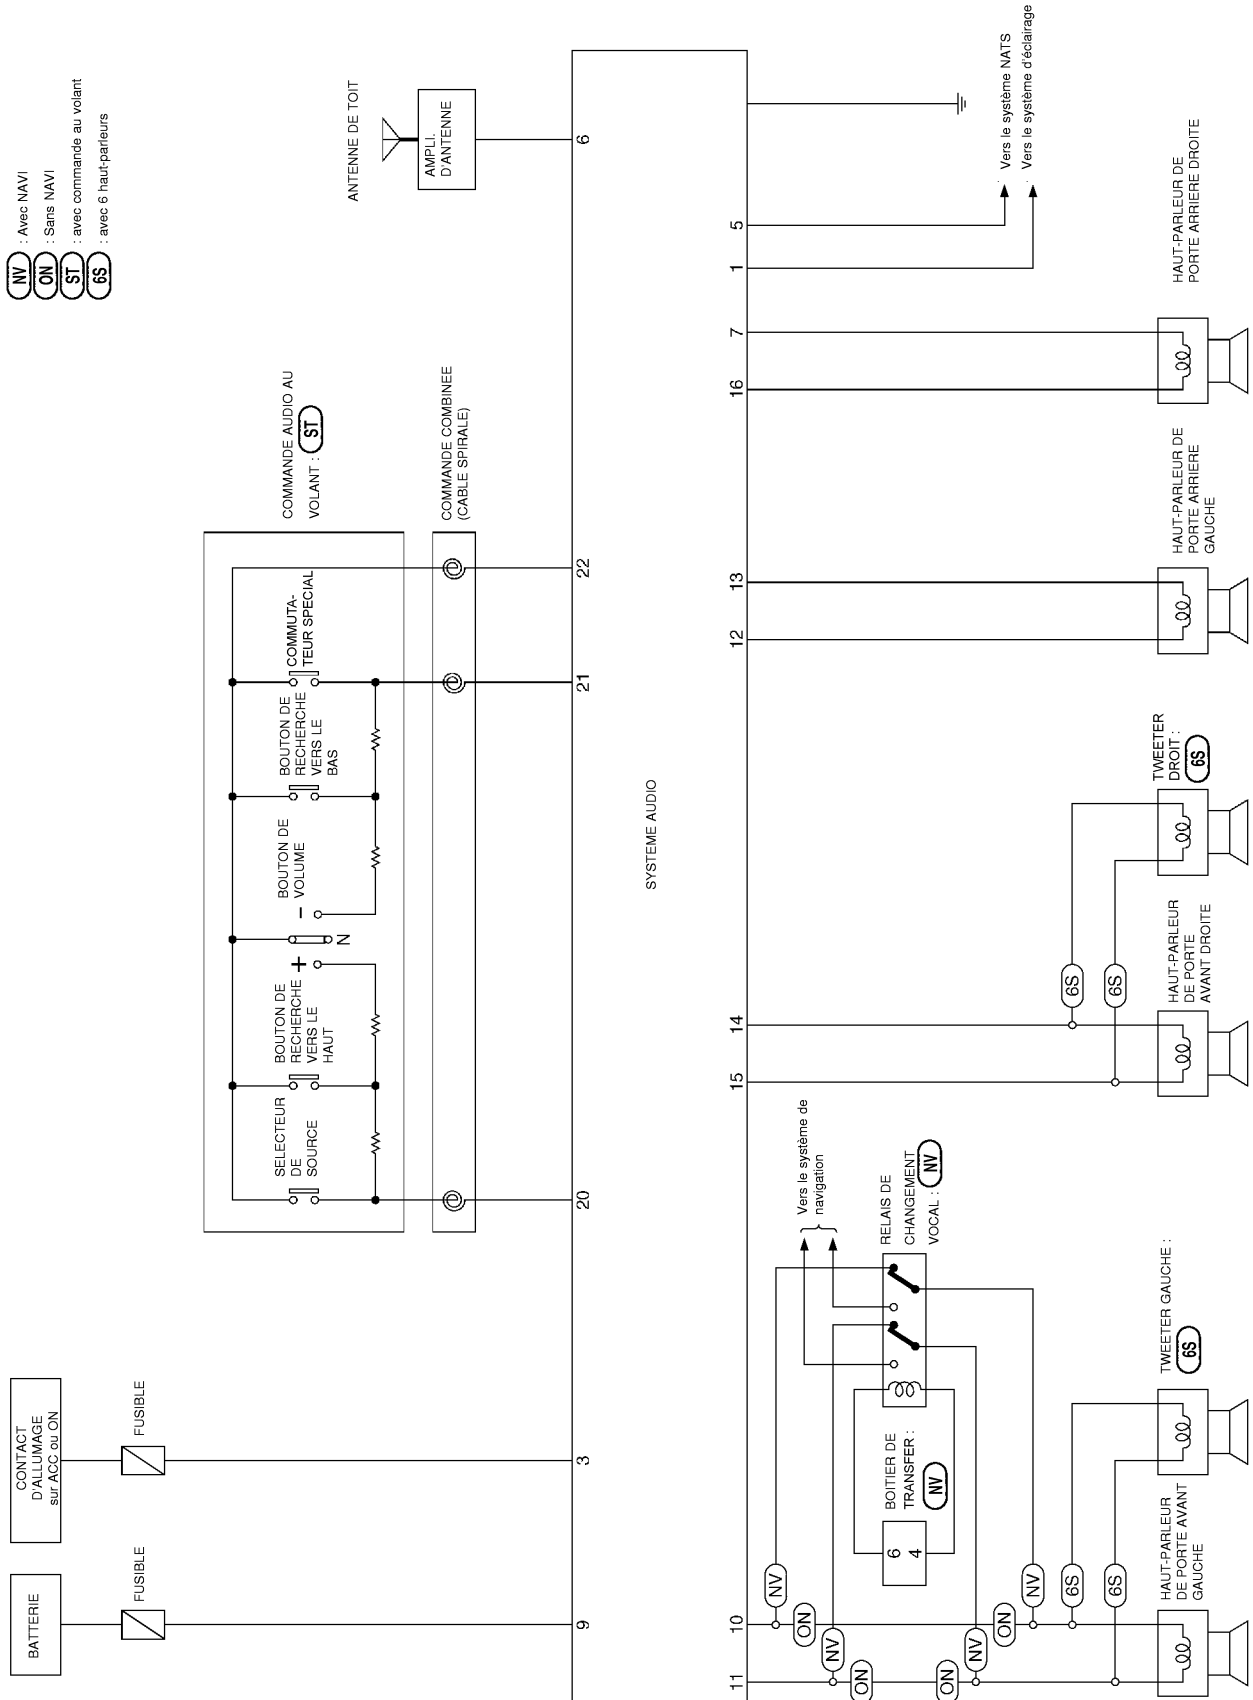 NV : Avec NAVI
ON : Sans NAVI
ST : avec commande au volant
6S : avec 6 haut-parleurs
BATTERIE
FUSIBLE
CONTACT
D'ALLUMAGE
sur ACC ou ON
FUSIBLE
COMMANDE AUDIO AU
VOLANT : ST
SELECTEUR
DE
SOURCE
BOUTON DE
RECHERCHE
VERS LE
HAUT
+
N
−
BOUTON DE
VOLUME
BOUTON DE
RECHERCHE
VERS LE
BAS
COMMUTA-
TEUR SPECIAL
COMMANDE COMBINEE
(CABLE SPIRALE)
ANTENNE DE TOIT
AMPLI.
D'ANTENNE
9
3
20
21
22
6
SYSTEME AUDIO
11
10
15
14
12
13
16
7
1
5
Vers le système NATS
Vers le système d'éclairage
Vers le système de
navigation
RELAIS DE
CHANGEMENT
VOCAL : NV
BOITIER DE
TRANSFER :
NV
6
4
NV
NV
NV
NV
ON
ON
ON
ON
6S
6S
6S
6S
HAUT-PARLEUR
DE PORTE AVANT
GAUCHE
TWEETER GAUCHE :
6S
HAUT-PARLEUR
DE PORTE
AVANT DROITE
TWEETER
DROIT :
6S
HAUT-PARLEUR DE
PORTE ARRIERE
GAUCHE
HAUT-PARLEUR DE
PORTE ARRIERE DROITE